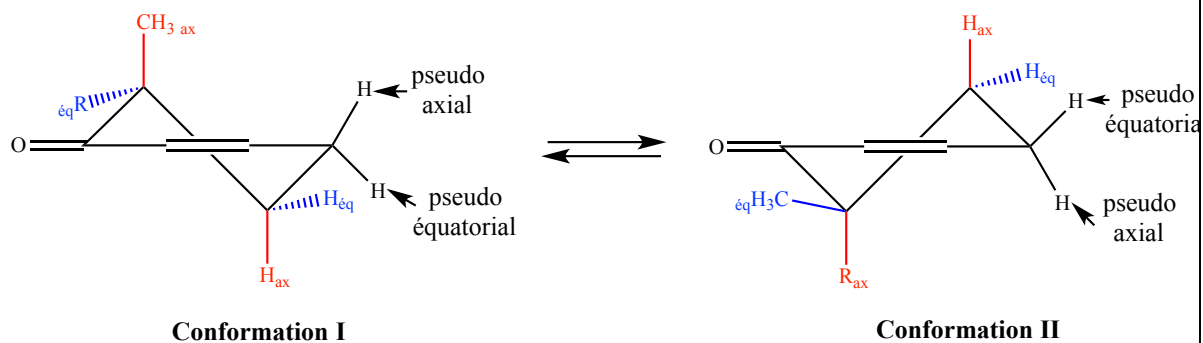 CH3 ax
éqR
O
H
pseudo
axial
H
pseudo
équatorial
Héq
Hax
Conformation I
Hax
Héq
H
pseudo
équatoria
O
H
pseudo
axial
éqH3C
Rax
Conformation II